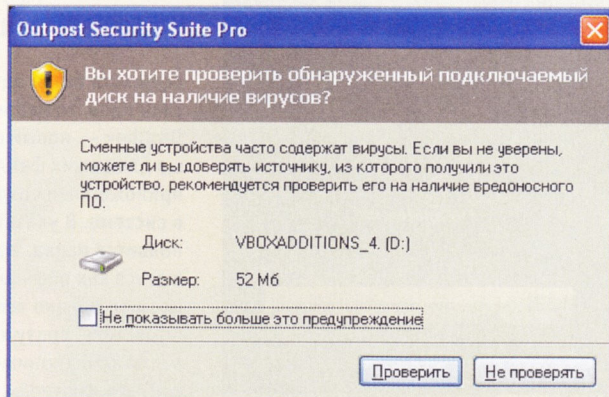 Outpost Security Suite Pro
Вы хотите проверить обнаруженный подключаемый
диск на наличие вирусов?
Сменные устройства часто содержат вирусы. Если вы не уверены,
можете ли вы доверять источнику, из которого получили это
устройство, рекомендуется проверить его на наличие вредоносного
ПО.
Диск: VBOXADDITIONS_4. (D:)
Размер: 52 Мб
Не показывать больше это предупреждение
Проверить Не проверять